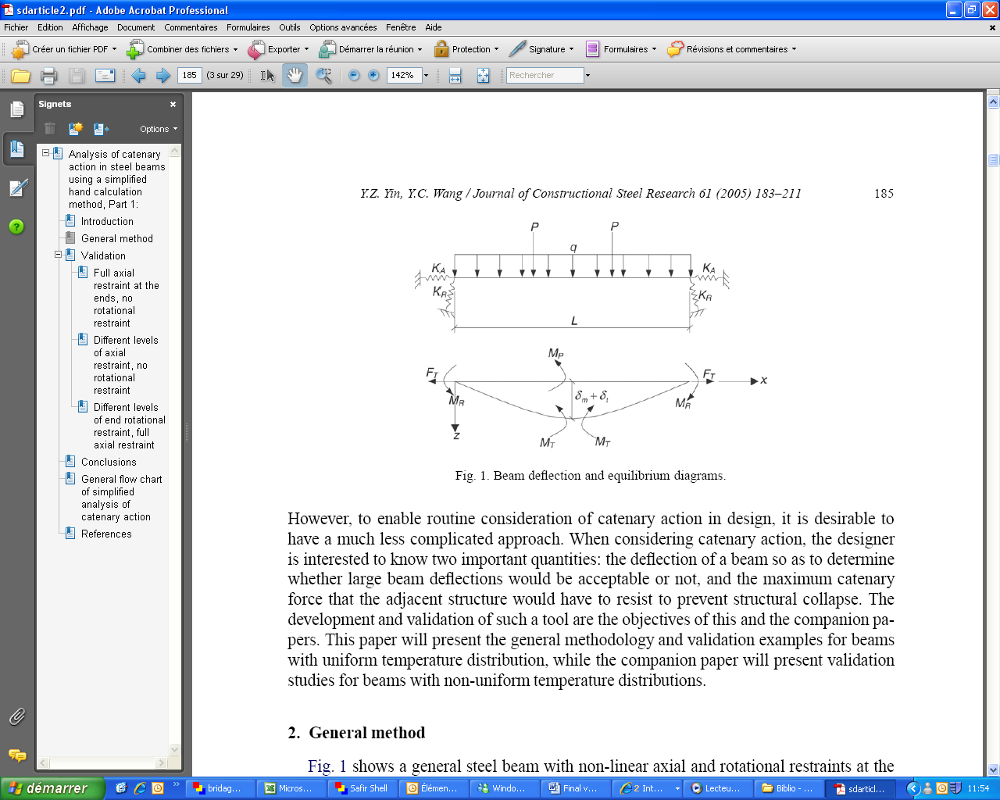 sdarticle2.pdf - Adobe Acrobat Professional
Fichier Edition Affichage Document Commentaires Formulaires Outils Options avancées Fenêtre Aide
Créer un fichier PDF Combiner des fichiers Exporter Démarrer la réunion Protection Signature Formulaires Révisions et commentaires
185 (3 sur 29) 142% Rechercher
Signets
Options
Analysis of catenary
action in steel beams
using a simplified
hand calculation
method, Part 1:
Introduction
General method
Validation
Full axial
restraint at the
ends, no
rotational
restraint
Different levels
of axial
restraint, no
rotational
restraint
Different levels
of end rotational
restraint, full
axial restraint
Conclusions
General flow chart
of simplified
analysis of
catenary action
References
Y.Z. Yin, Y.C. Wang / Journal of Constructional Steel Research 61 (2005) 183–211 185
P P
q
K_A K_A
K_R K_R
L
M_P
F_T F_T x
M_R δ_m + δ_t M_R
z
M_T M_T
Fig. 1. Beam deflection and equilibrium diagrams.
However, to enable routine consideration of catenary action in design, it is desirable to
have a much less complicated approach. When considering catenary action, the designer
is interested to know two important quantities: the deflection of a beam so as to determine
whether large beam deflections would be acceptable or not, and the maximum catenary
force that the adjacent structure would have to resist to prevent structural collapse. The
development and validation of such a tool are the objectives of this and the companion pa-
pers. This paper will present the general methodology and validation examples for beams
with uniform temperature distribution, while the companion paper will present validation
studies for beams with non-uniform temperature distributions.
2. General method
Fig. 1 shows a general steel beam with non-linear axial and rotational restraints at the
démarrer
bridag... Micros... Safir Shell Élémen... Windo... Final v... 2 Int... Lecteu... Biblio - ... sdarticl... 11:54